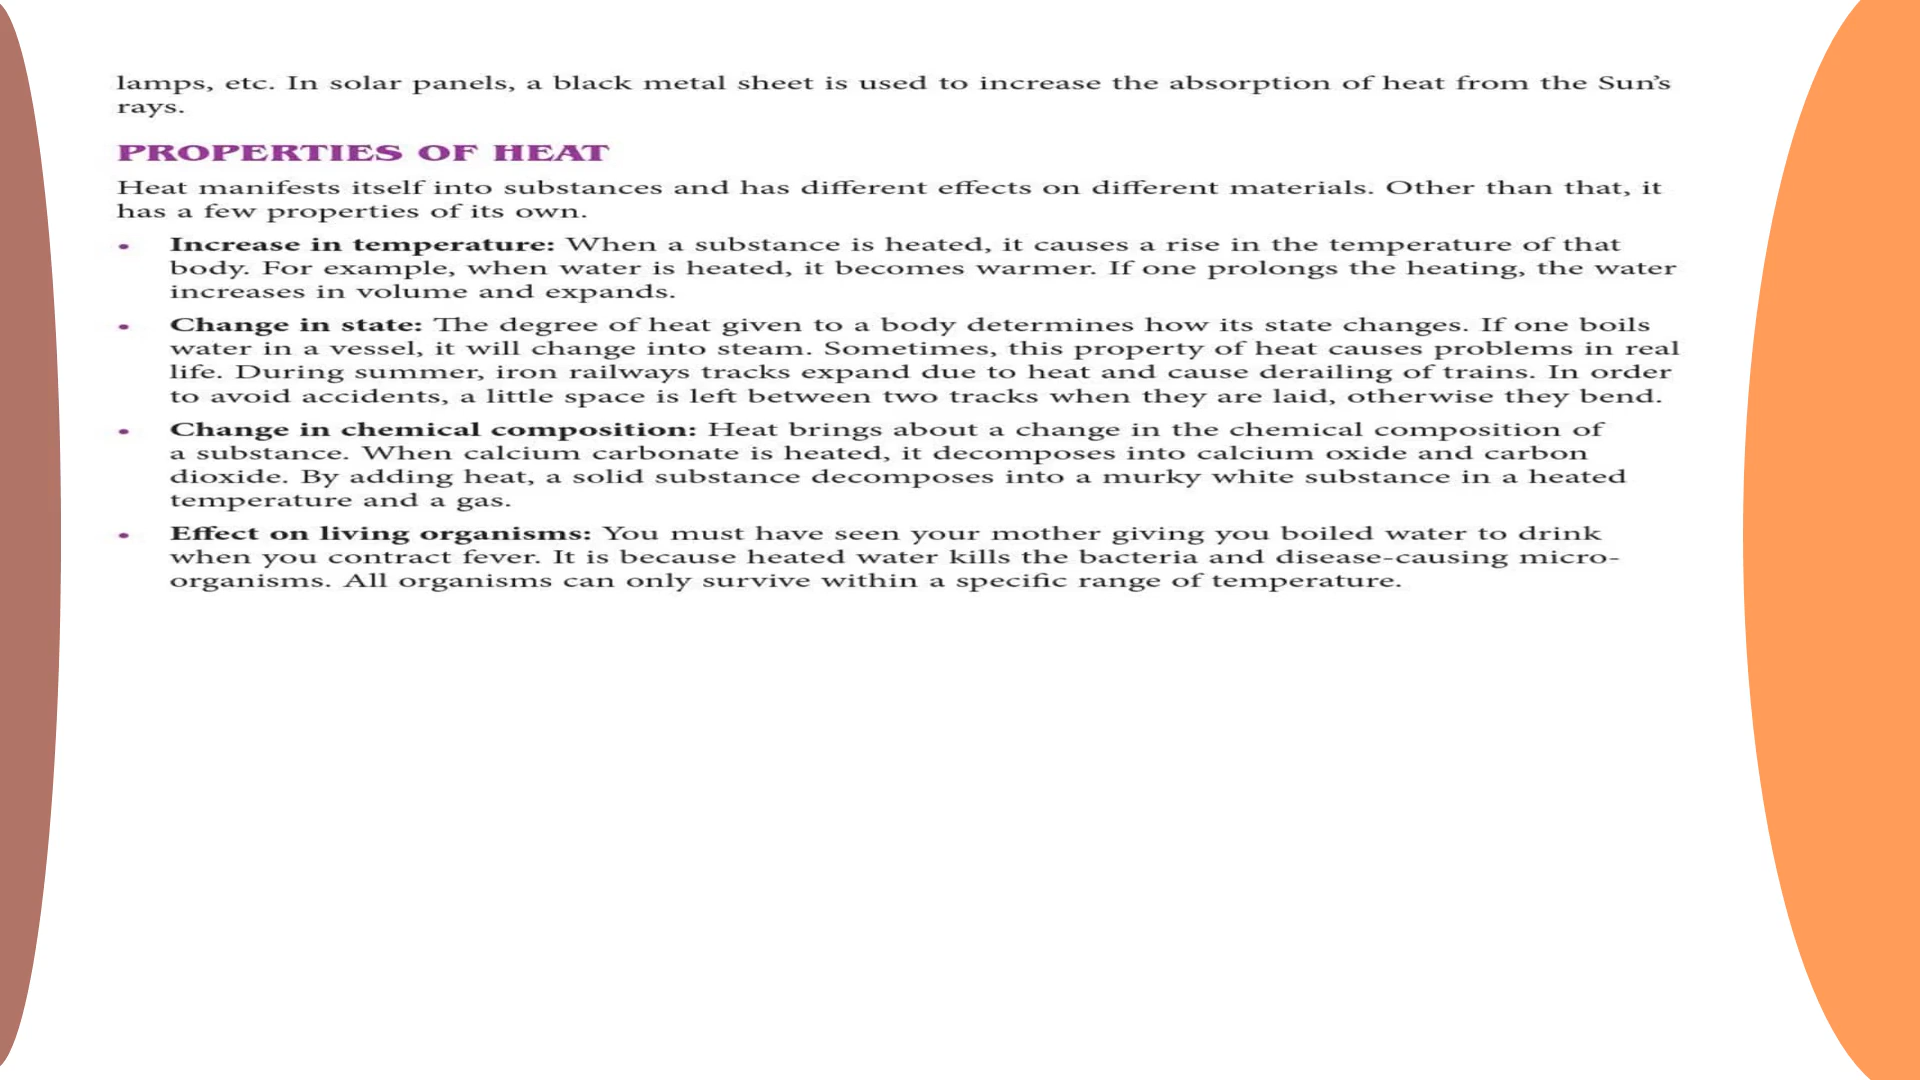 lamps, etc. In solar panels, a black metal sheet is used to increase the absorption of heat from the Sun's
rays.
PROPERTIES OF HEAT
Heat manifests itself into substances and has different effects on different materials. Other than that, it
has a few properties of its own.
• Increase in temperature: When a substance is heated, it causes a rise in the temperature of that
body. For example, when water is heated, it becomes warmer. If one prolongs the heating, the water
increases in volume and expands.
• Change in state: The degree of heat given to a body determines how its state changes. If one boils
water in a vessel, it will change into steam. Sometimes, this property of heat causes problems in real
life. During summer, iron railways tracks expand due to heat and cause derailing of trains. In order
to avoid accidents, a little space is left between two tracks when they are laid, otherwise they bend.
• Change in chemical composition: Heat brings about a change in the chemical composition of
a substance. When calcium carbonate is heated, it decomposes into calcium oxide and carbon
dioxide. By adding heat, a solid substance decomposes into a murky white substance in a heated
temperature and a gas.
• Effect on living organisms: You must have seen your mother giving you boiled water to drink
when you contract fever. It is because heated water kills the bacteria and disease-causing micro-
organisms. All organisms can only survive within a specific range of temperature.